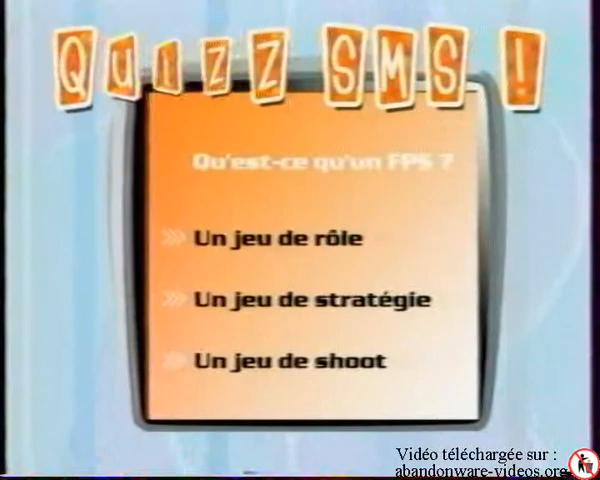 QUIZZ SMS !
Qu'est-ce qu'un FPS ?
Un jeu de rôle
Un jeu de stratégie
Un jeu de shoot
Vidéo téléchargée sur :
abandonware-videos.org